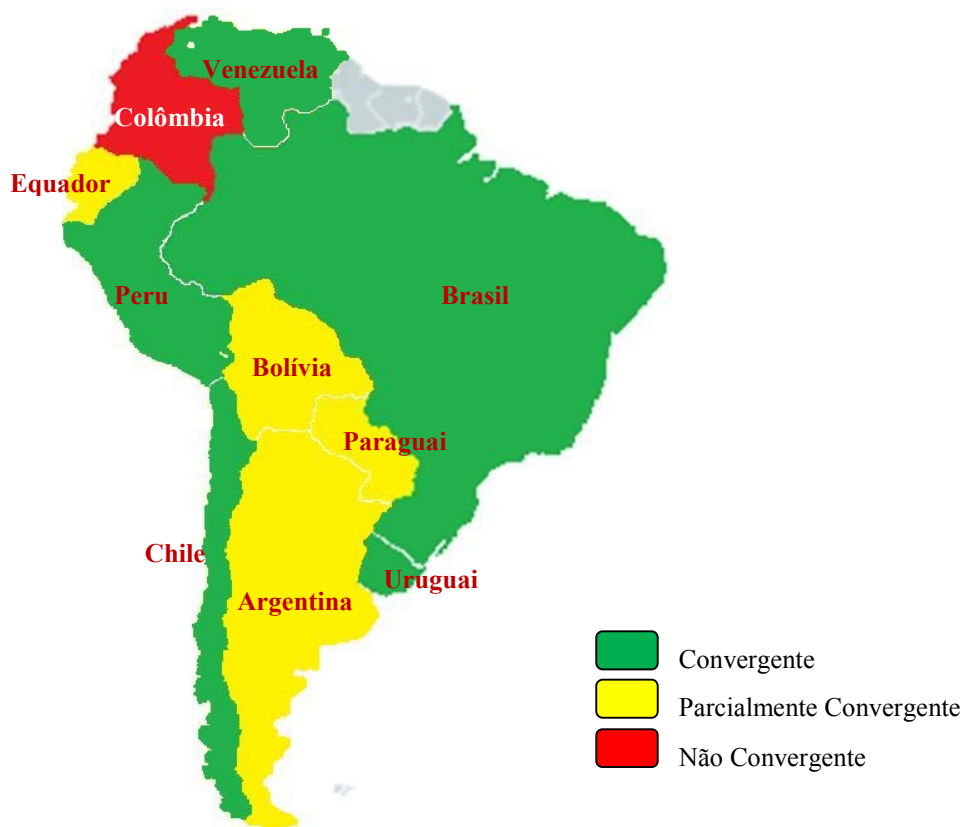 Venezuela
Colômbia
Equador
Peru
Brasil
Bolívia
Paraguai
Chile
Uruguai
Argentina
Convergente
Parcialmente Convergente
Não Convergente